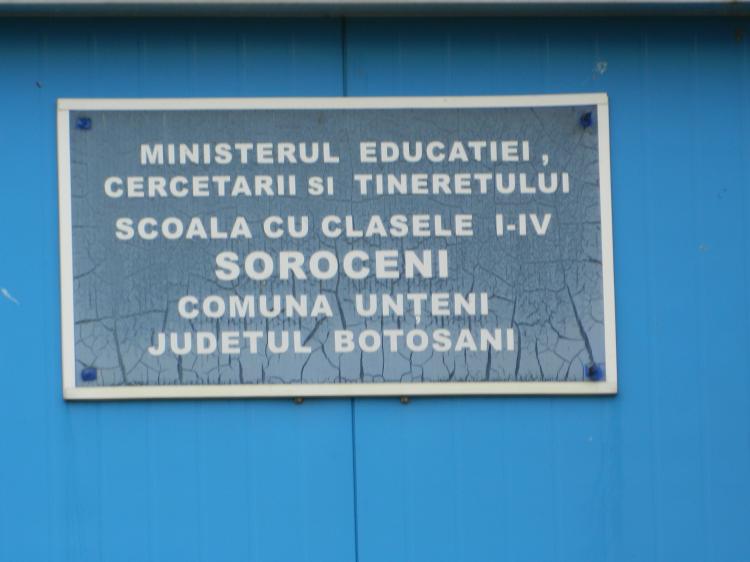 MINISTERUL EDUCATIEI,
CERCETARII SI TINERETULUI
SCOALA CU CLASELE I-IV
SOROCENI
COMUNA UNȚENI
JUDETUL BOTOSANI